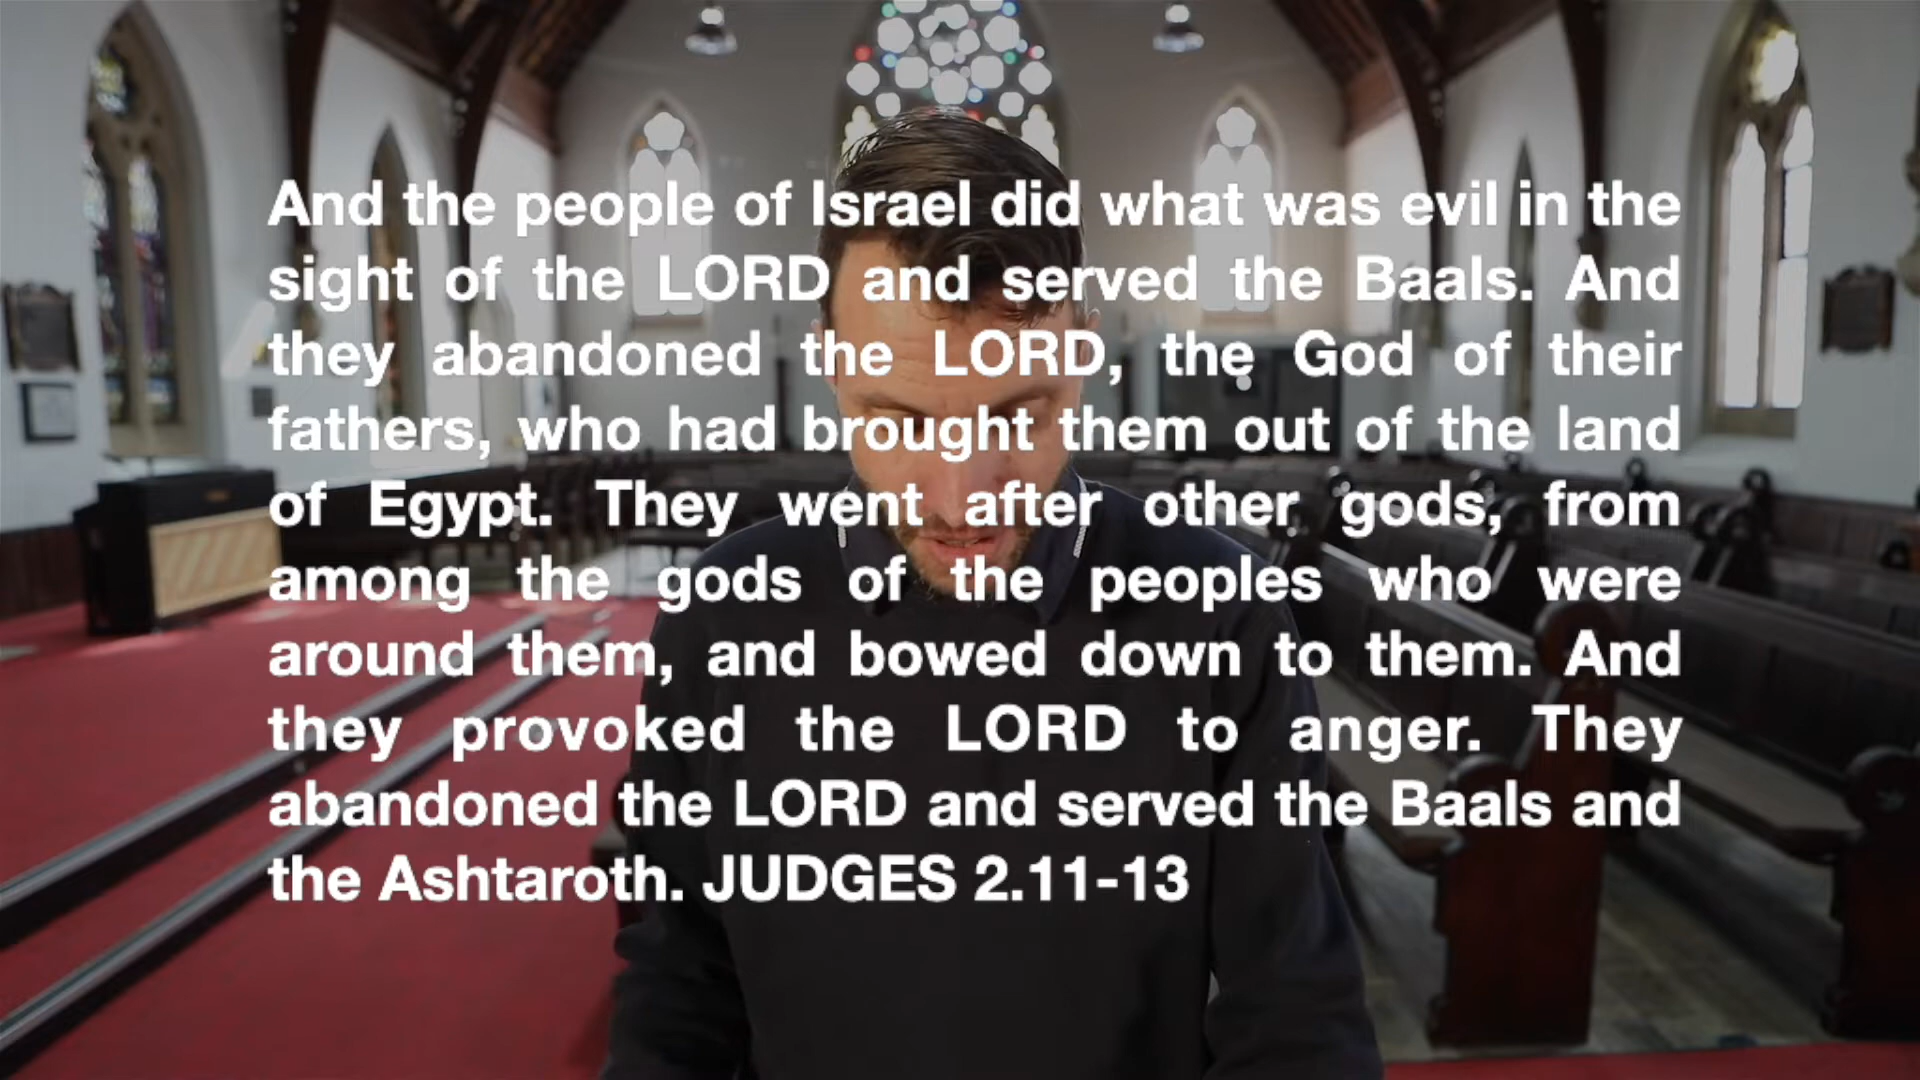 And the people of Israel did what was evil in the
sight of the LORD and served the Baals. And
they abandoned the LORD, the God of their
fathers, who had brought them out of the land
of Egypt. They went after other gods, from
among the gods of the peoples who were
around them, and bowed down to them. And
they provoked the LORD to anger. They
abandoned the LORD and served the Baals and
the Ashtaroth. JUDGES 2.11-13